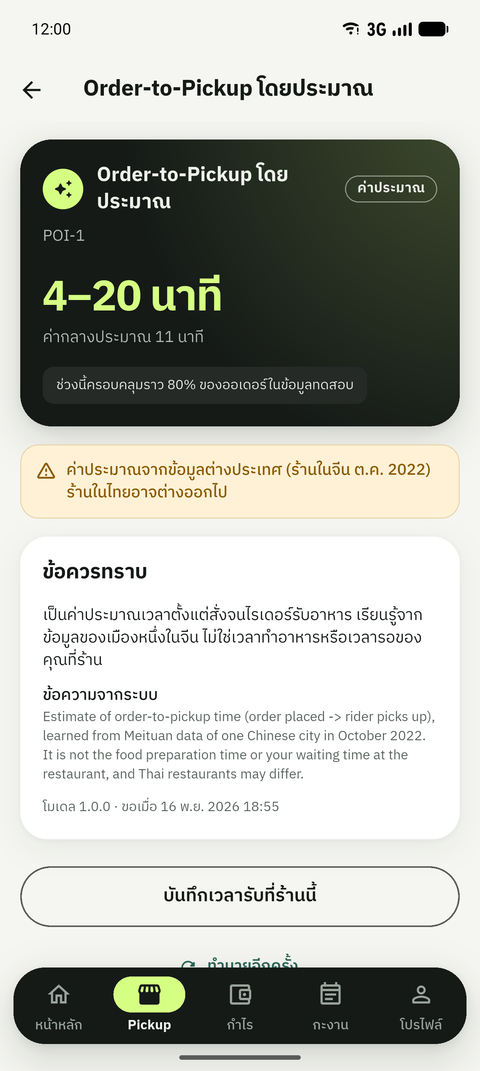 12:00
3G
Order-to-Pickup โดยประมาณ
Order-to-Pickup โดย
ประมาณ
ค่าประมาณ
POI-1
4–20 นาที
ค่ากลางประมาณ 11 นาที
ช่วงนี้ครอบคลุมราว 80% ของออเดอร์ในข้อมูลทดสอบ
ค่าประมาณจากข้อมูลต่างประเทศ (ร้านในจีน ต.ค. 2022)
ร้านในไทยอาจต่างออกไป
ข้อควรทราบ
เป็นค่าประมาณเวลาตั้งแต่สั่งจนไรเดอร์รับอาหาร เรียนรู้จาก
ข้อมูลของเมืองหนึ่งในจีน ไม่ใช่เวลาทำอาหารหรือเวลารอของ
คุณที่ร้าน
ข้อความจากระบบ
Estimate of order-to-pickup time (order placed -> rider picks up),
learned from Meituan data of one Chinese city in October 2022.
It is not the food preparation time or your waiting time at the
restaurant, and Thai restaurants may differ.
โมเดล 1.0.0 · ขอเมื่อ 16 พ.ย. 2026 18:55
บันทึกเวลารับที่ร้านนี้
ทำนายอีกครั้ง
หน้าหลัก
Pickup
กำไร
กะงาน
โปรไฟล์